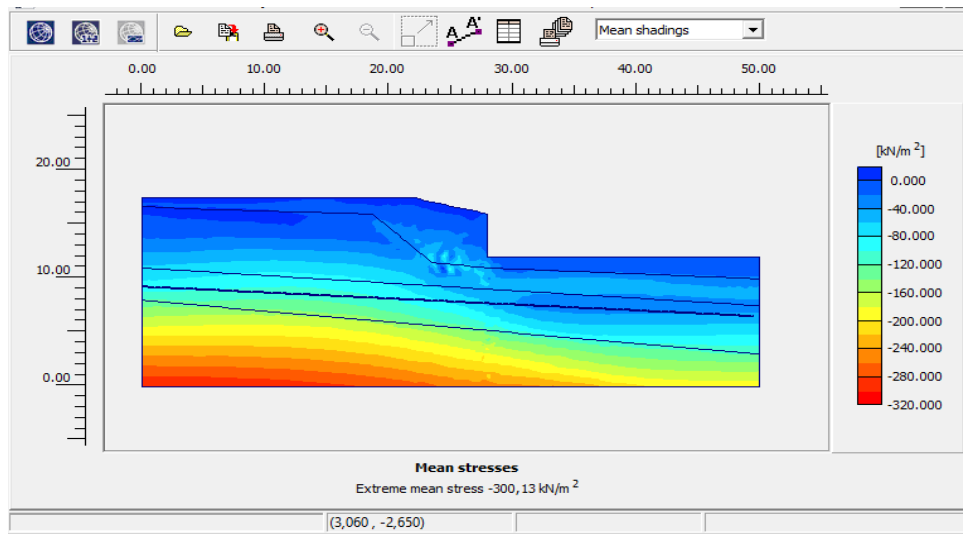 A A'
Mean shadings
0.00 10.00 20.00 30.00 40.00 50.00
20.00
10.00
0.00
[kN/m 2]
0.000
-40.000
-80.000
-120.000
-160.000
-200.000
-240.000
-280.000
-320.000
Mean stresses
Extreme mean stress -300,13 kN/m 2
(3,060 , -2,650)